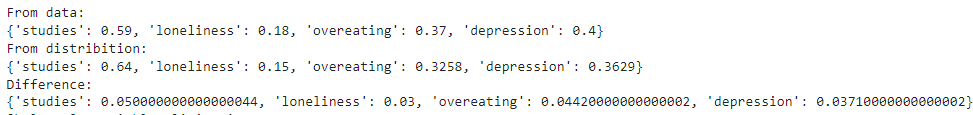 From data:
{'studies': 0.59, 'loneliness': 0.18, 'overeating': 0.37, 'depression': 0.4}
From distribition:
{'studies': 0.64, 'loneliness': 0.15, 'overeating': 0.3258, 'depression': 0.3629}
Difference:
{'studies': 0.050000000000000044, 'loneliness': 0.03, 'overeating': 0.04420000000000002, 'depression': 0.03710000000000002}